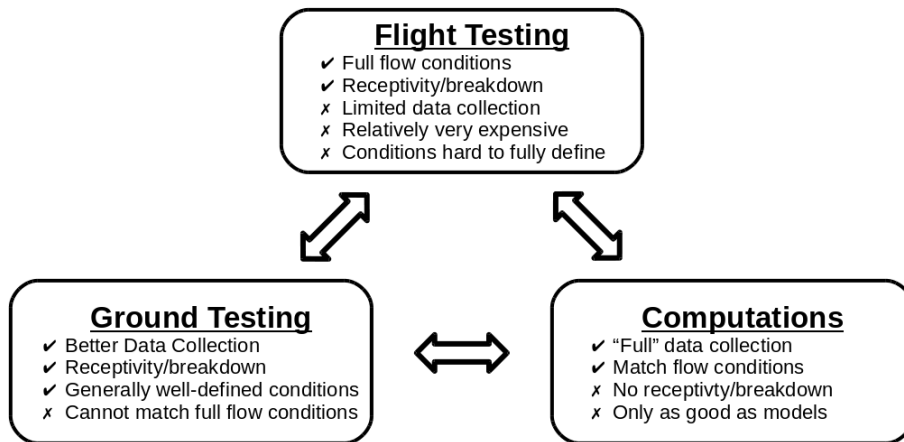 Flight Testing
✔ Full flow conditions
✔ Receptivity/breakdown
✗ Limited data collection
✗ Relatively very expensive
✗ Conditions hard to fully define
Ground Testing
✔ Better Data Collection
✔ Receptivity/breakdown
✔ Generally well-defined conditions
✗ Cannot match full flow conditions
Computations
✔ “Full” data collection
✔ Match flow conditions
✗ No receptivty/breakdown
✗ Only as good as models